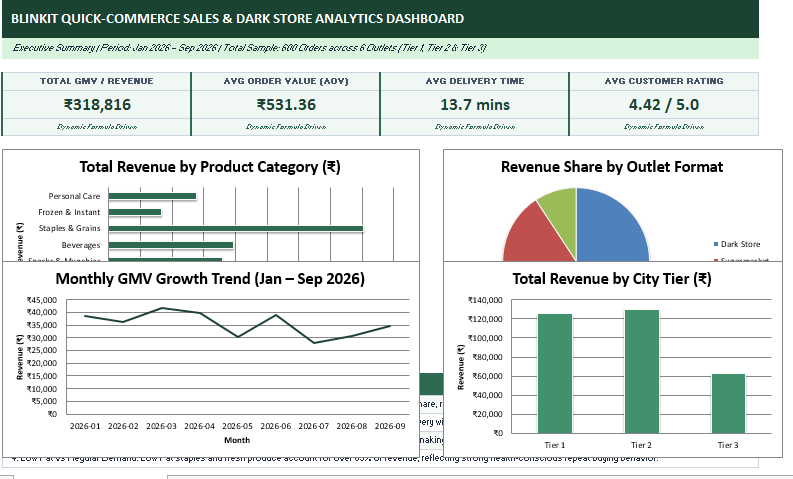 BLINKIT QUICK-COMMERCE SALES & DARK STORE ANALYTICS DASHBOARD
Executive Summary | Period: Jan 2026 – Sep 2026 | Total Sample: 600 Orders across 6 Outlets (Tier 1, Tier 2 & Tier 3)
TOTAL GMV / REVENUE
AVG ORDER VALUE (AOV)
AVG DELIVERY TIME
AVG CUSTOMER RATING
₹318,816
₹531.36
13.7 mins
4.42 / 5.0
Dynamic Formula Driven
Dynamic Formula Driven
Dynamic Formula Driven
Dynamic Formula Driven
Total Revenue by Product Category (₹)
Personal Care
Frozen & Instant
Staples & Grains
Beverages
Revenue Share by Outlet Format
Dark Store
Monthly GMV Growth Trend (Jan – Sep 2026)
Revenue (₹)
₹45,000
₹40,000
₹35,000
₹30,000
₹25,000
₹20,000
₹15,000
₹10,000
₹5,000
₹0
2026-01 2026-02 2026-03 2026-04 2026-05 2026-06 2026-07 2026-08 2026-09
Month
Total Revenue by City Tier (₹)
Revenue (₹)
₹140,000
₹120,000
₹100,000
₹80,000
₹60,000
₹40,000
₹20,000
₹0
Tier 1 Tier 2 Tier 3